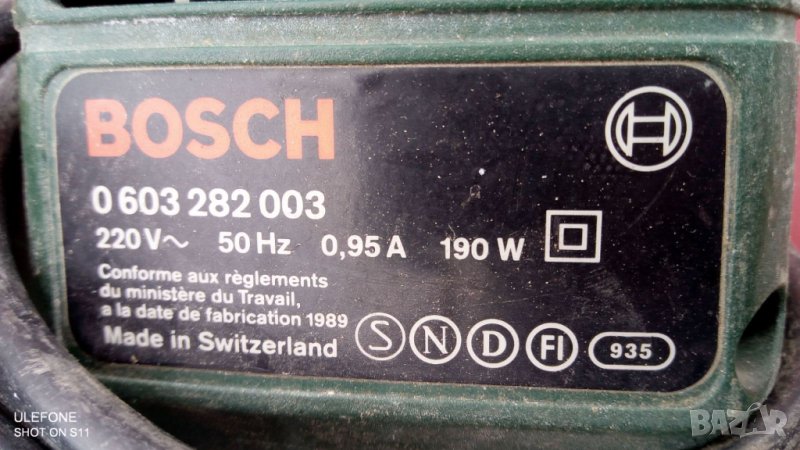 BOSCH
0 603 282 003
220 V~ 50 Hz 0,95 A 190 W
Conforme aux règlements
du ministère du Travail,
a la date de fabrication 1989
Made in Switzerland S N D FI 935
ULEFONE
SHOT ON S11
BAZAR